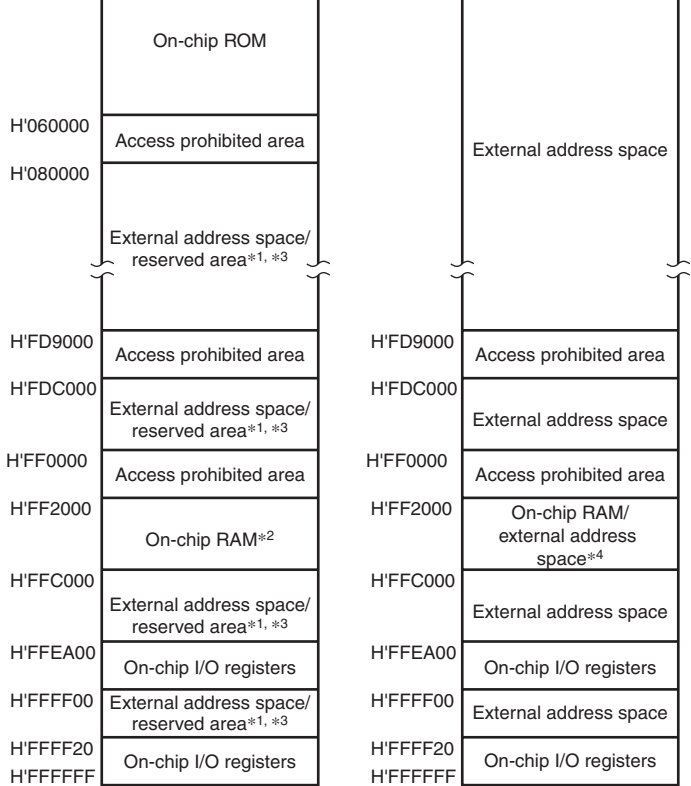 On-chip ROM
H'060000
Access prohibited area
H'080000
External address space/
reserved area*1, *3
H'FD9000
Access prohibited area
H'FDC000
External address space/
reserved area*1, *3
H'FF0000
Access prohibited area
H'FF2000
On-chip RAM*2
H'FFC000
External address space/
reserved area*1, *3
H'FFEA00
On-chip I/O registers
H'FFFF00
External address space/
reserved area*1, *3
H'FFFF20
On-chip I/O registers
H'FFFFFF
External address space
H'FD9000
Access prohibited area
H'FDC000
External address space
H'FF0000
Access prohibited area
H'FF2000
On-chip RAM/
external address
space*4
H'FFC000
External address space
H'FFEA00
On-chip I/O registers
H'FFFF00
External address space
H'FFFF20
On-chip I/O registers
H'FFFFFF